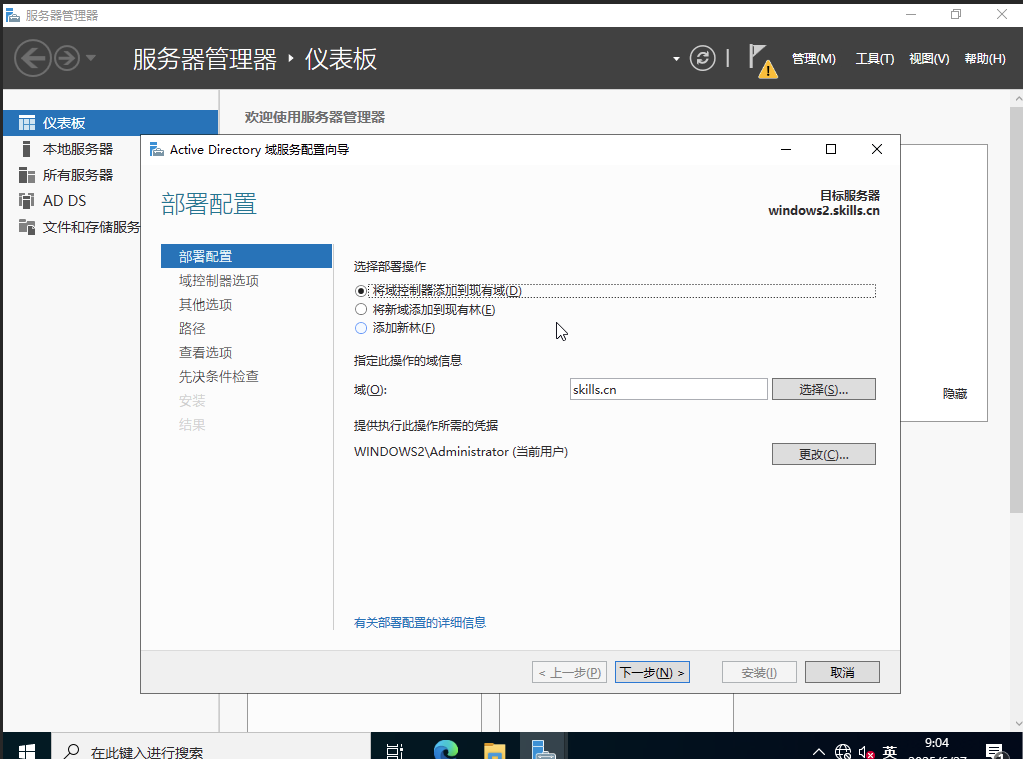 服务器管理器
服务器管理器 ‣ 仪表板
管理(M) 工具(T) 视图(V) 帮助(H)
仪表板
本地服务器
所有服务器
AD DS
文件和存储服务
欢迎使用服务器管理器
Active Directory 域服务配置向导
部署配置
目标服务器
windows2.skills.cn
部署配置
域控制器选项
其他选项
路径
查看选项
先决条件检查
安装
结果
选择部署操作
将域控制器添加到现有域(D)
将新域添加到现有林(E)
添加新林(F)
指定此操作的域信息
域(O): skills.cn 选择(S)...
提供执行此操作所需的凭据
WINDOWS2\Administrator (当前用户) 更改(C)...
有关部署配置的详细信息
< 上一步(P) 下一步(N) > 安装(I) 取消
隐藏
在此键入进行搜索
英
9:04
2025/6/27